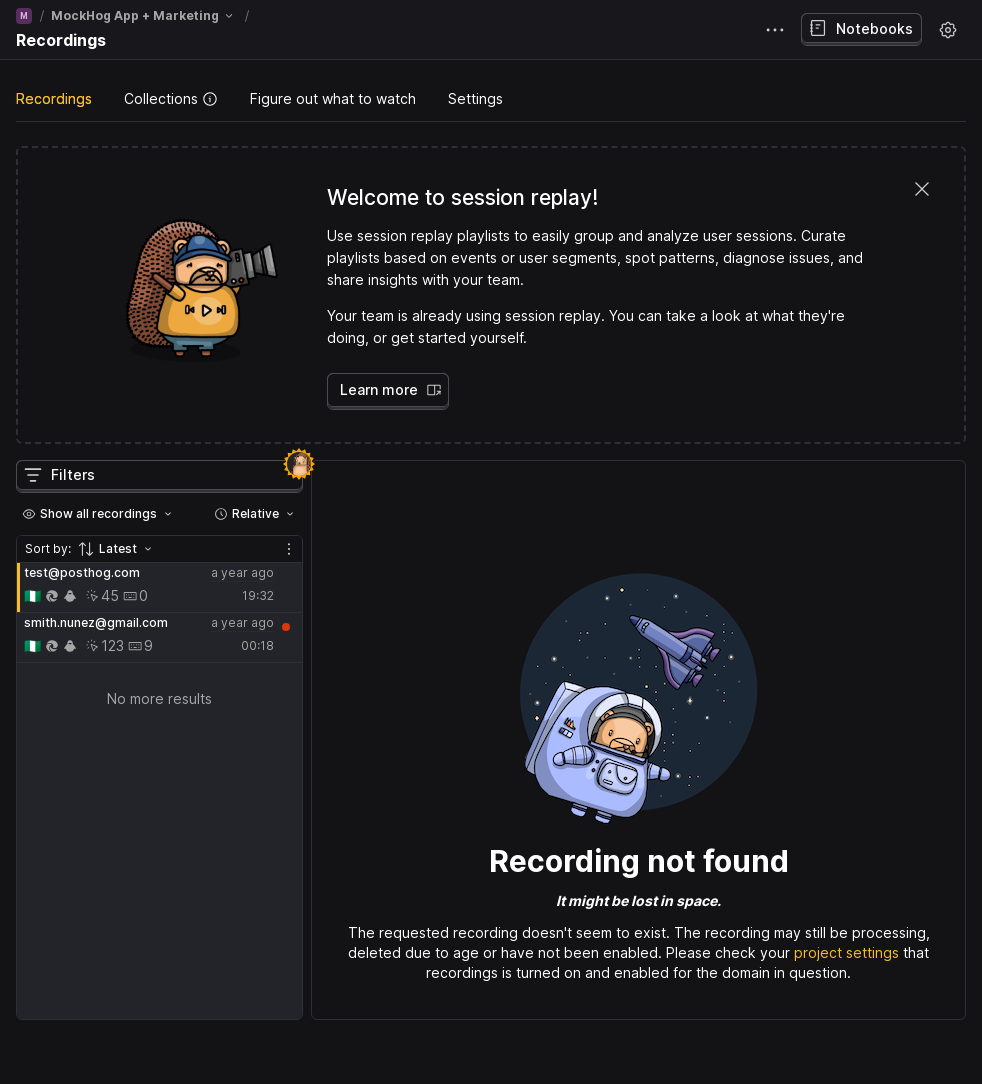 M / MockHog App + Marketing /
Recordings
Notebooks
Recordings
Collections
Figure out what to watch
Settings
Welcome to session replay!
Use session replay playlists to easily group and analyze user sessions. Curate
playlists based on events or user segments, spot patterns, diagnose issues, and
share insights with your team.
Your team is already using session replay. You can take a look at what they're
doing, or get started yourself.
Learn more
Filters
Show all recordings
Relative
Sort by: Latest
test@posthog.com a year ago
45 0 19:32
smith.nunez@gmail.com a year ago
123 9 00:18
No more results
Recording not found
It might be lost in space.
The requested recording doesn't seem to exist. The recording may still be processing,
deleted due to age or have not been enabled. Please check your project settings that
recordings is turned on and enabled for the domain in question.